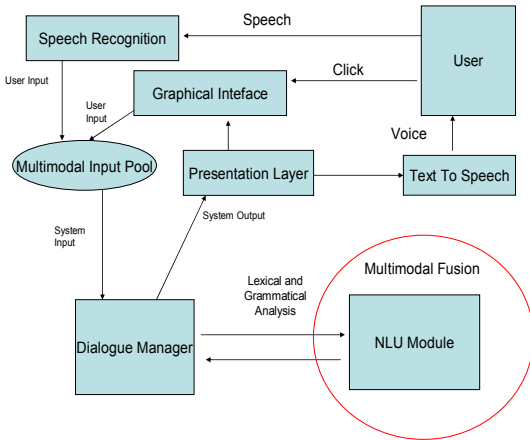 Speech
Speech Recognition
User
Click
User Input
User
Input
Graphical Inteface
Voice
Multimodal Input Pool
Presentation Layer
Text To Speech
System
Input
System Output
Multimodal Fusion
Lexical and
Grammatical
Analysis
Dialogue Manager
NLU Module